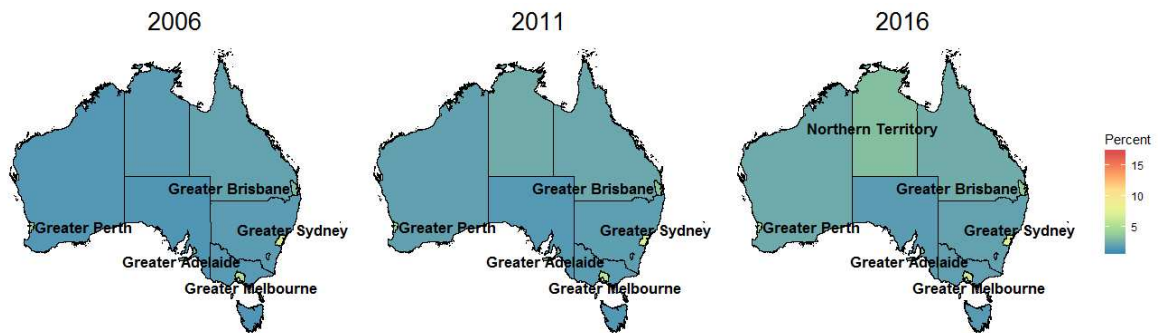 2006
2011
2016
Northern Territory
Percent
15
10
5
Greater Brisbane
Greater Brisbane
Greater Brisbane
Greater Perth
Greater Sydney
Greater Perth
Greater Sydney
Greater Perth
Greater Sydney
Greater Adelaide
Greater Adelaide
Greater Adelaide
Greater Melbourne
Greater Melbourne
Greater Melbourne